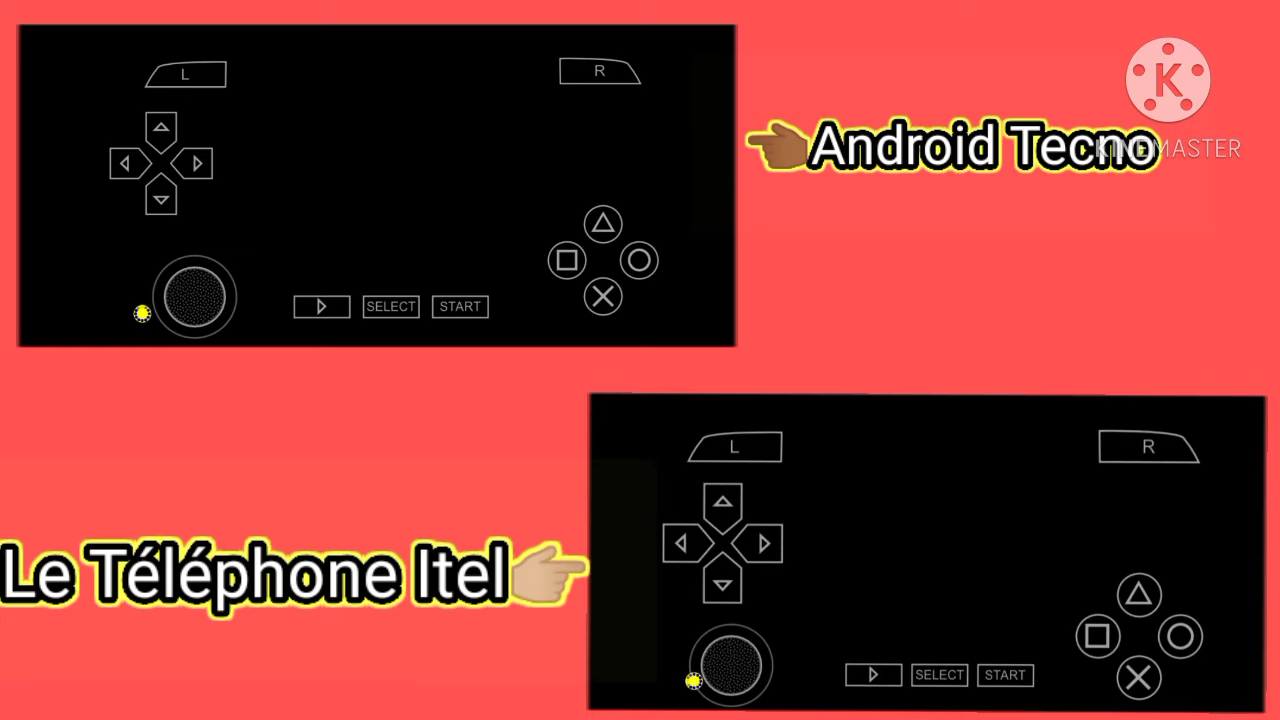 L
R
SELECT START
Android Tecno
K
KINEMASTER
L
R
SELECT START
Le Téléphone Itel